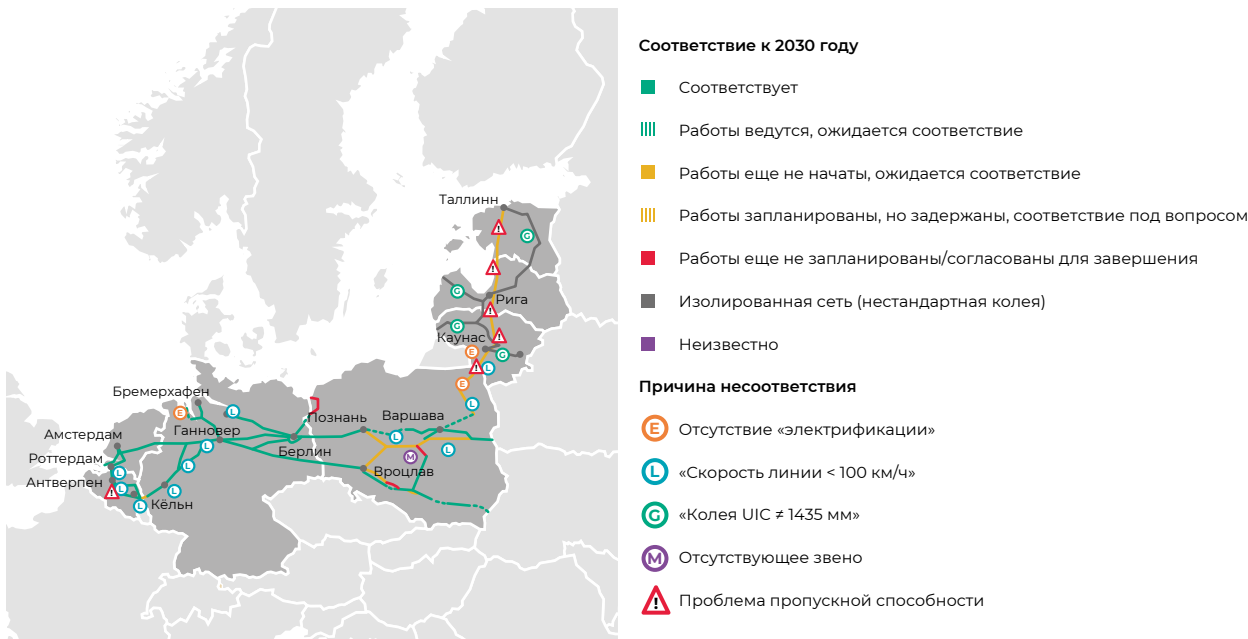 Таллинн
Рига
Каунас
Бремерхафен
Познань
Варшава
Амстердам
Ганновер
Роттердам
Берлин
Вроцлав
Антверпен
Кёльн
G
G
G
E
G
L
E
L
E
L
L
L
L
M
L
L
L
L
L
Соответствие к 2030 году
Соответствует
Работы ведутся, ожидается соответствие
Работы еще не начаты, ожидается соответствие
Работы запланированы, но задержаны, соответствие под вопросом
Работы еще не запланированы/согласованы для завершения
Изолированная сеть (нестандартная колея)
Неизвестно
Причина несоответствия
E Отсутствие «электрификации»
L «Скорость линии < 100 км/ч»
G «Колея UIC ≠ 1435 мм»
M Отсутствующее звено
! Проблема пропускной способности